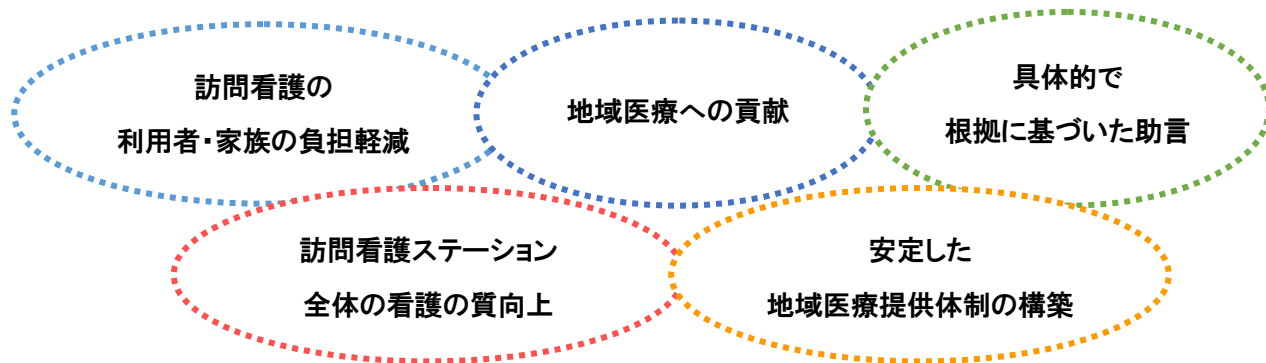 訪問看護の
利用者・家族の負担軽減
地域医療への貢献
具体的で
根拠に基づいた助言
訪問看護ステーション
全体の看護の質向上
安定した
地域医療提供体制の構築